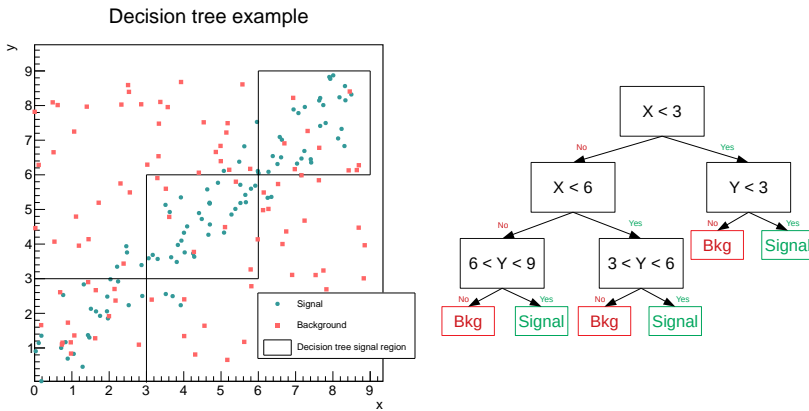 Decision tree example
y
9
8
7
6
5
4
3
2
1
0 1 2 3 4 5 6 7 8 9
x
Signal
Background
Decision tree signal region
X < 3
No Yes
X < 6
Y < 3
No Yes
No Yes
Bkg Signal
6 < Y < 9
3 < Y < 6
No Yes
No Yes
Bkg Signal
Bkg Signal